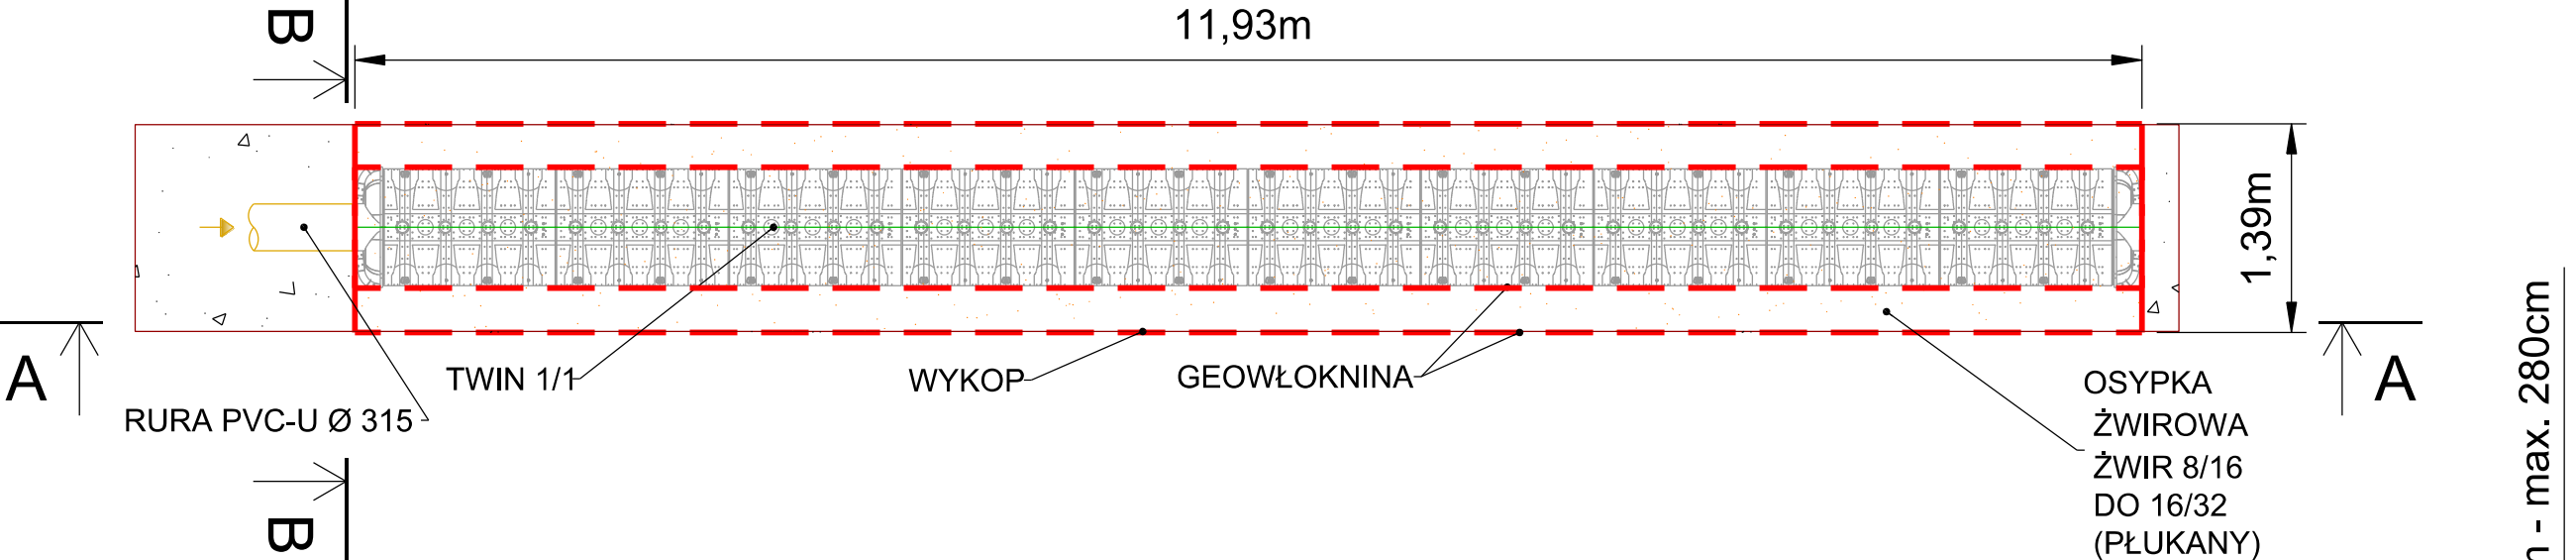 B
11,93m
1,39m
A
TWIN 1/1
WYKOP
GEOWŁOKNINA
RURA PVC-U Ø 315
OSYPKA
ŻWIROWA
ŻWIR 8/16
DO 16/32
(PŁUKANY)
A
B
- max. 280cm